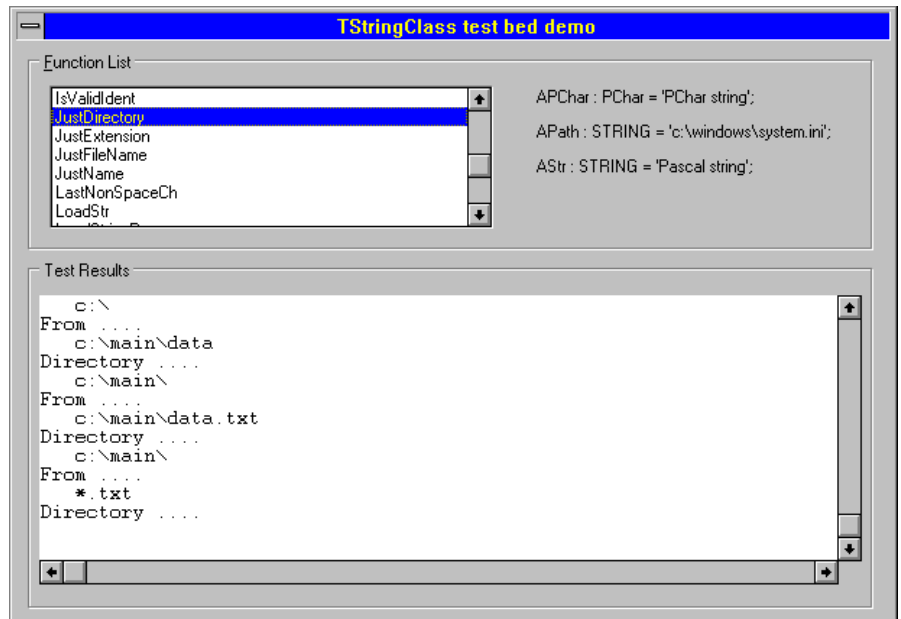 TStringClass test bed demo
Function List
IsValidIdent
JustDirectory
JustExtension
JustFileName
JustName
LastNonSpaceCh
LoadStr
APChar : PChar = 'PChar string';
APath : STRING = 'c:\windows\system.ini';
AStr : STRING = 'Pascal string';
Test Results
c:\
From ....
c:\main\data
Directory ....
c:\main\
From ....
c:\main\data.txt
Directory ....
c:\main\
From ....
*.txt
Directory ....